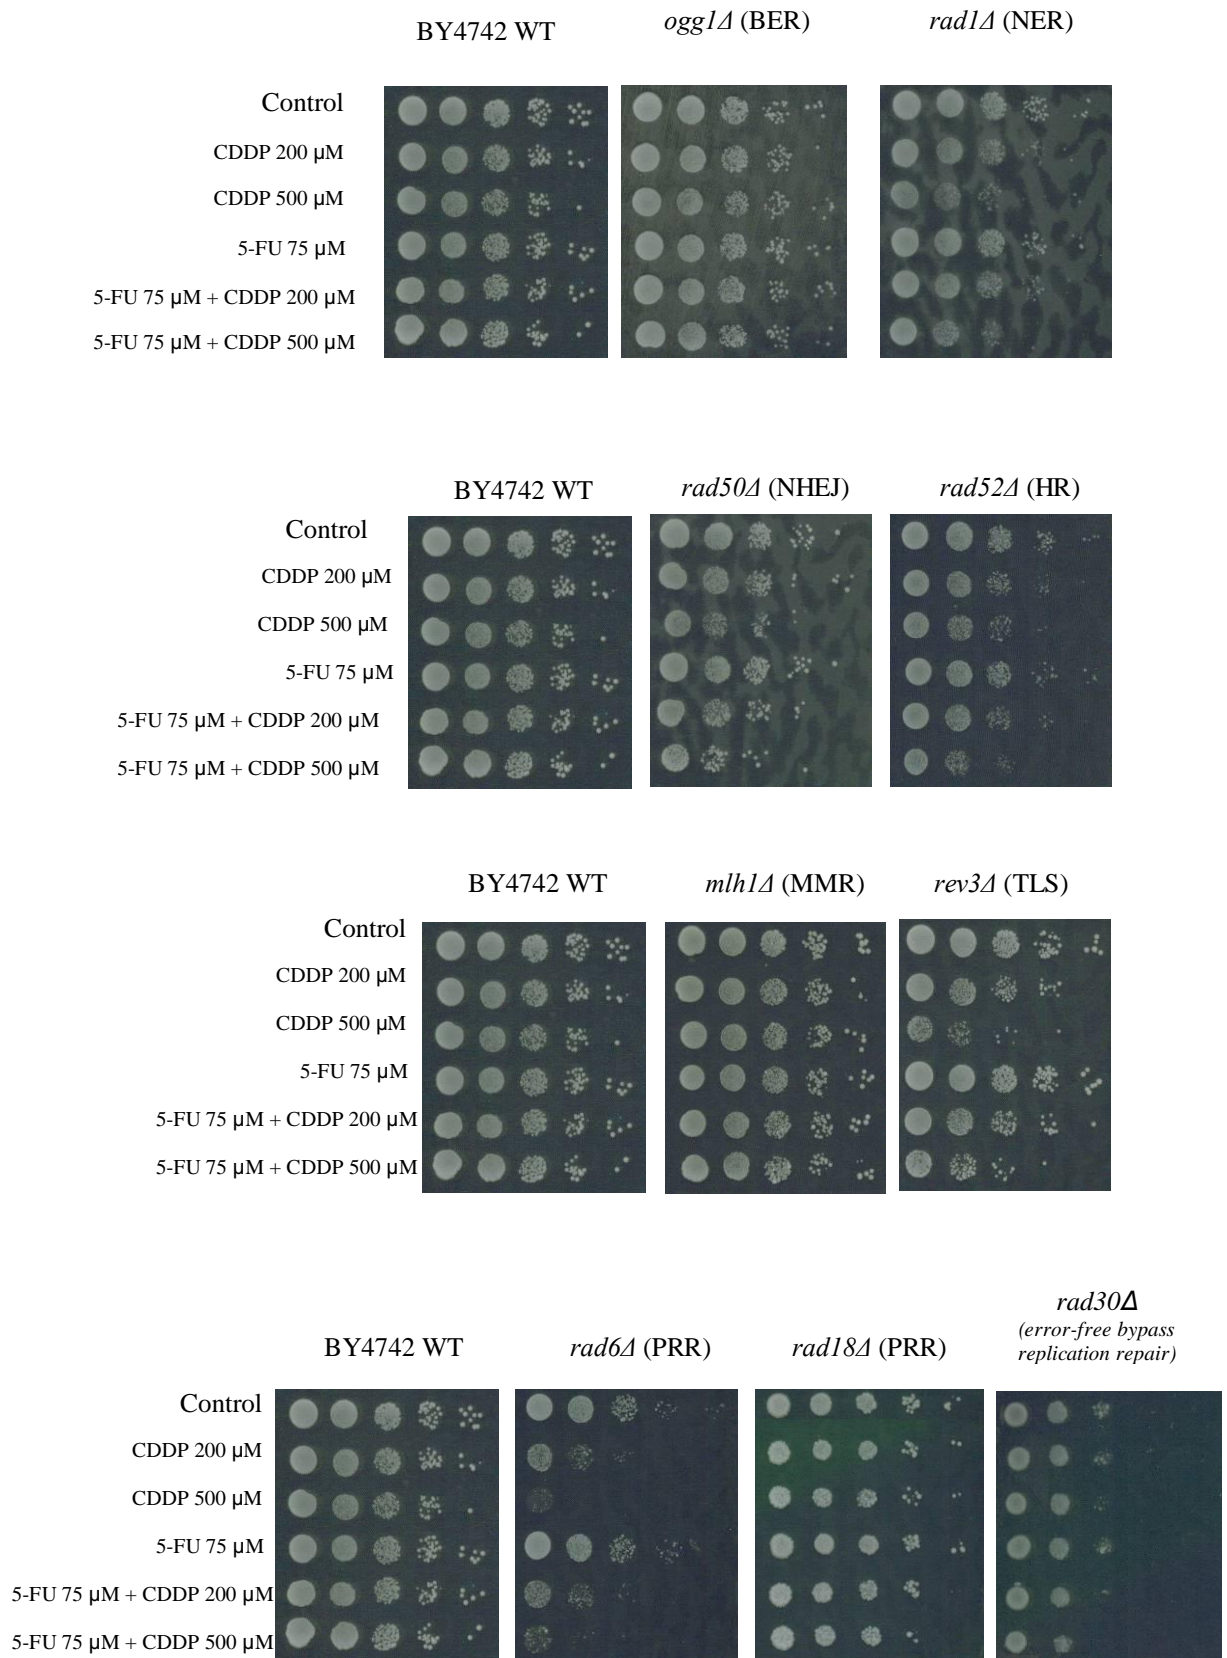 BY4742 WT
ogg1Δ (BER)
rad1Δ (NER)
Control
CDDP 200 µM
CDDP 500 µM
5-FU 75 µM
5-FU 75 µM + CDDP 200 µM
5-FU 75 µM + CDDP 500 µM
BY4742 WT
rad50Δ (NHEJ)
rad52Δ (HR)
Control
CDDP 200 µM
CDDP 500 µM
5-FU 75 µM
5-FU 75 µM + CDDP 200 µM
5-FU 75 µM + CDDP 500 µM
BY4742 WT
mlh1Δ (MMR)
rev3Δ (TLS)
Control
CDDP 200 µM
CDDP 500 µM
5-FU 75 µM
5-FU 75 µM + CDDP 200 µM
5-FU 75 µM + CDDP 500 µM
BY4742 WT
rad6Δ (PRR)
rad18Δ (PRR)
rad30Δ
(error-free bypass
replication repair)
Control
CDDP 200 µM
CDDP 500 µM
5-FU 75 µM
5-FU 75 µM + CDDP 200 µM
5-FU 75 µM + CDDP 500 µM